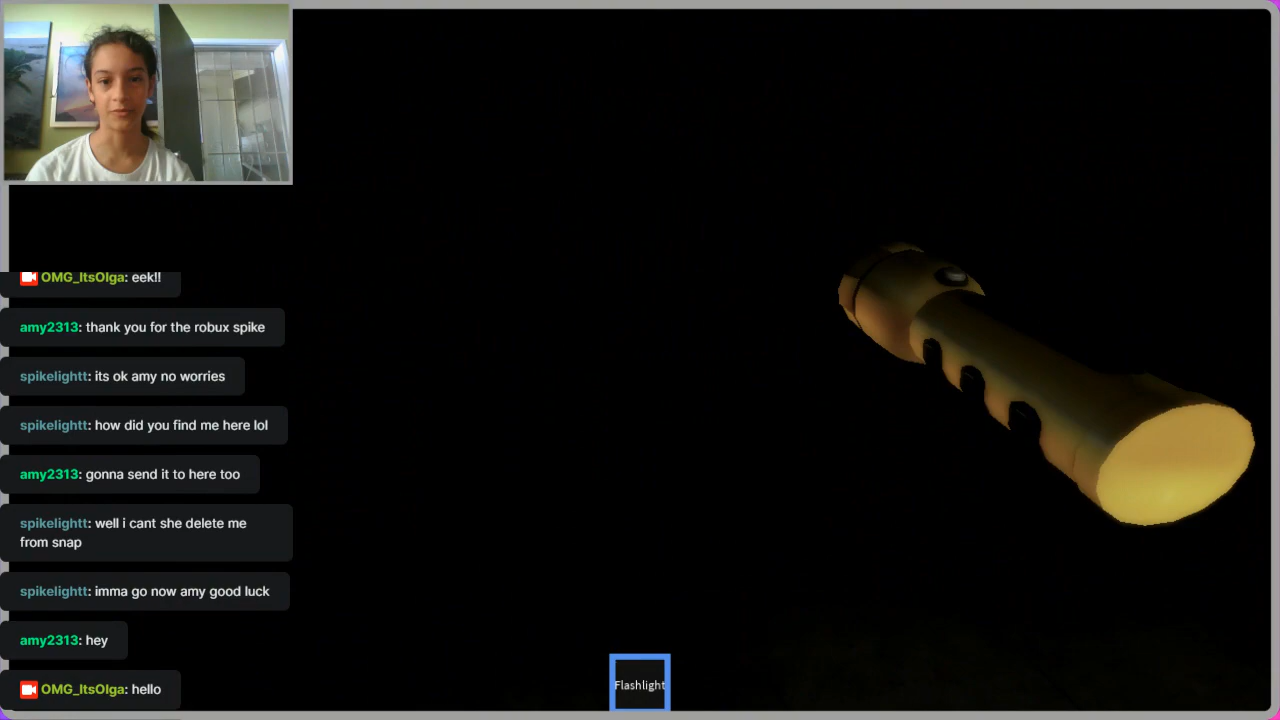 OMG_ItsOlga: eek!!
amy2313: thank you for the robux spike
spikelightt: its ok amy no worries
spikelightt: how did you find me here lol
amy2313: gonna send it to here too
spikelightt: well i cant she delete me
from snap
spikelightt: imma go now amy good luck
amy2313: hey
OMG_ItsOlga: hello
Flashlight